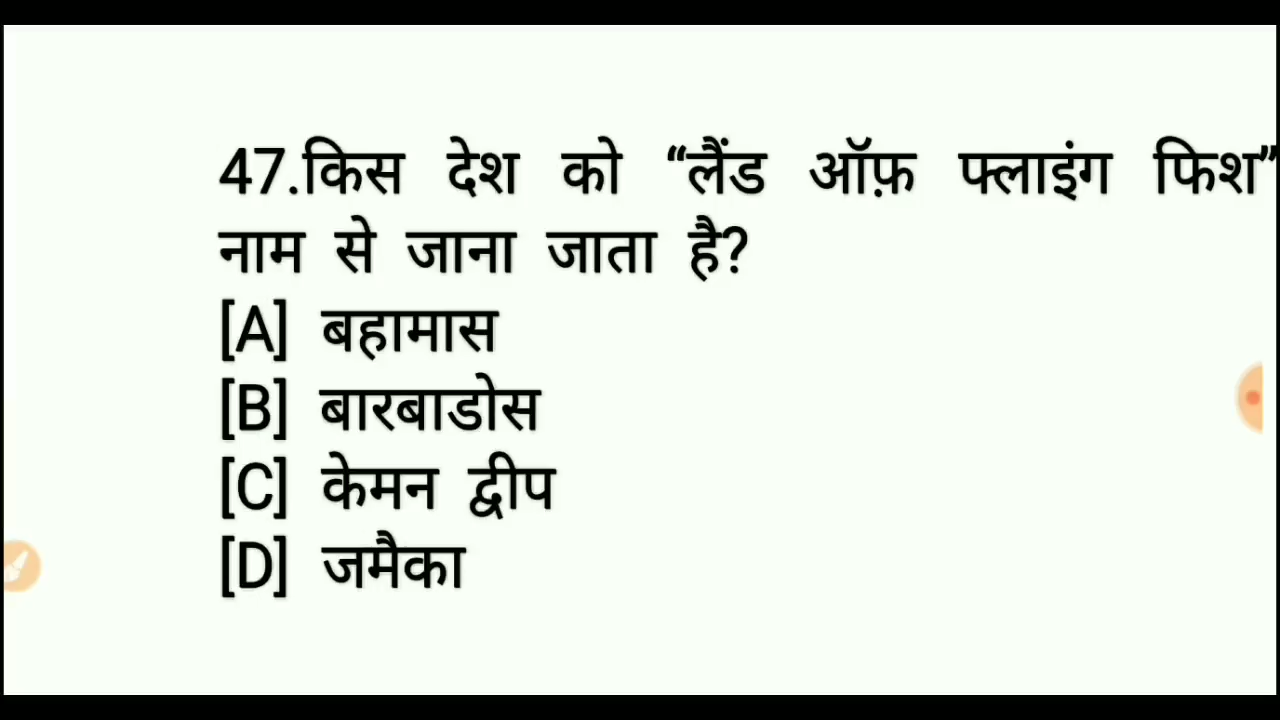 47.किस देश को “लैंड ऑफ़ फ्लाइंग फिश”
नाम से जाना जाता है?
[A] बहामास
[B] बारबाडोस
[C] केमन द्वीप
[D] जमैका